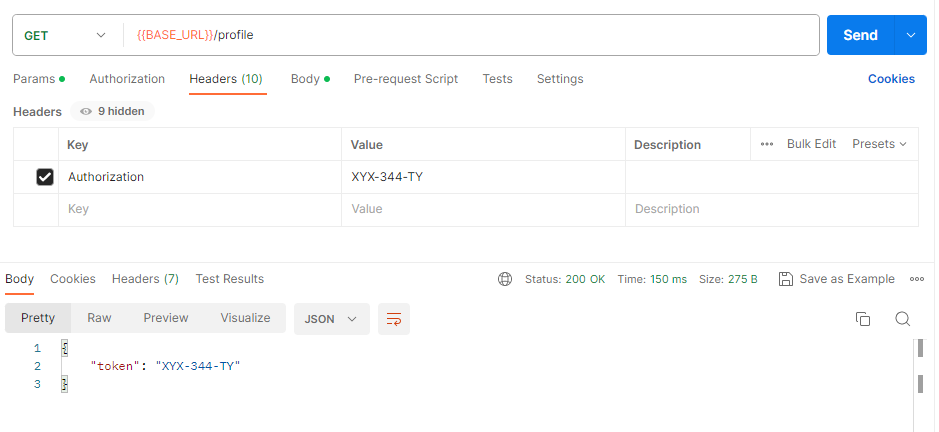 GET {{BASE_URL}}/profile Send
Params Authorization Headers (10) Body Pre-request Script Tests Settings Cookies
Headers 9 hidden
Key Value Description Bulk Edit Presets
Authorization XYX-344-TY
Key Value Description
Body Cookies Headers (7) Test Results Status: 200 OK Time: 150 ms Size: 275 B Save as Example
Pretty Raw Preview Visualize JSON
1 {
2 "token": "XYX-344-TY"
3 }